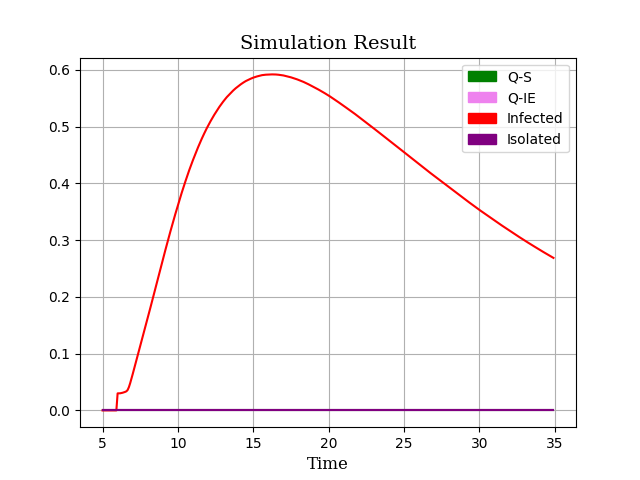 Simulation Result
Q-S
Q-IE
Infected
Isolated
0.6
0.5
0.4
0.3
0.2
0.1
0.0
5 10 15 20 25 30 35
Time